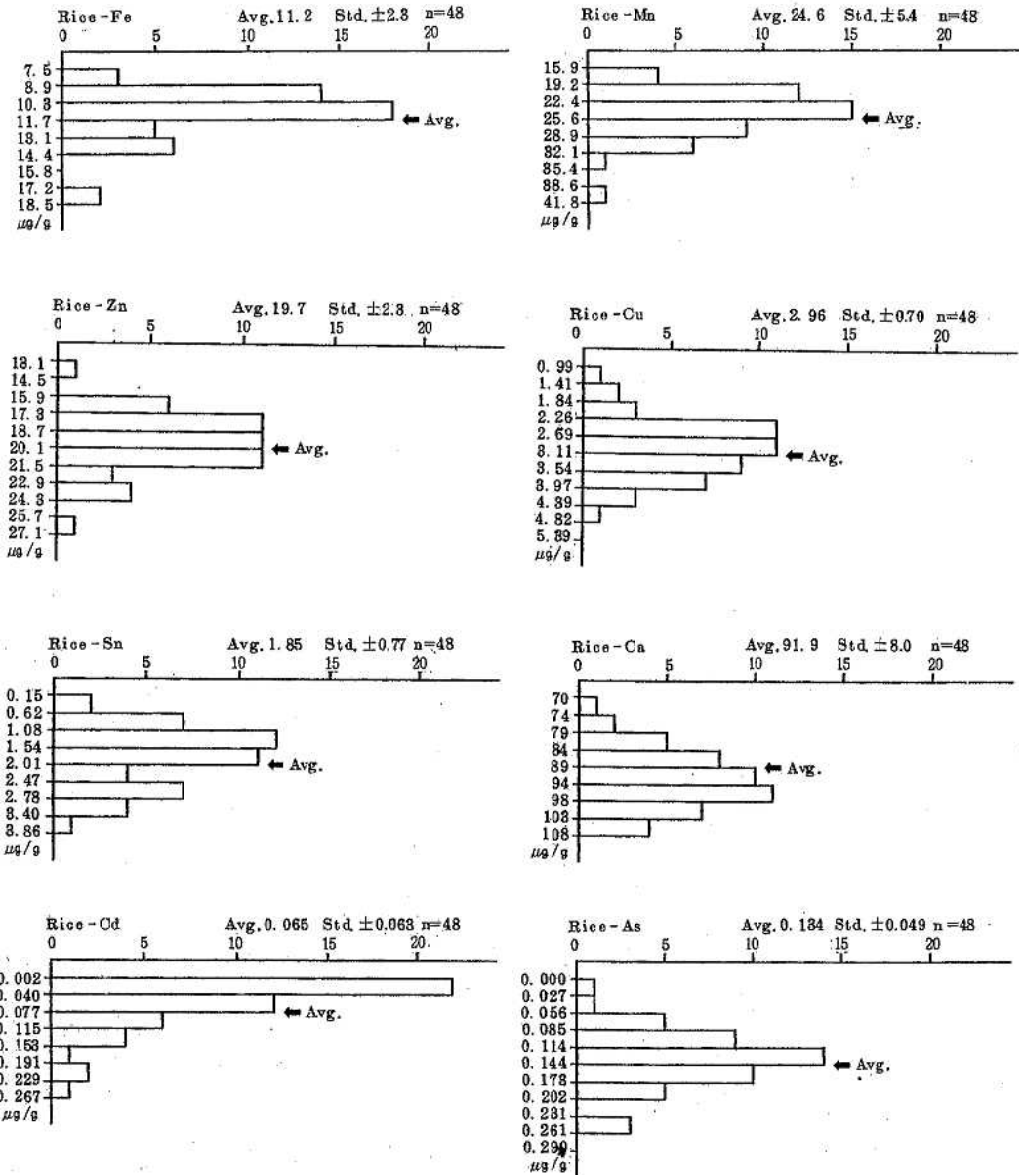 Rice-Fe Avg. 11.2 Std. ±2.3 n=48
0 5 10 15 20
7.5
8.9
10.3
11.7
Avg.
13.1
14.4
15.8
17.2
18.5
μg/g
Rice-Mn Avg. 24.6 Std. ±5.4 n=48
0 5 10 15 20
15.9
19.2
22.4
25.6
Avg.
28.9
32.1
35.4
38.6
41.8
μg/g
Rice-Zn Avg. 19.7 Std. ±2.8 n=48
0 5 10 15 20
13.1
14.5
15.9
17.3
18.7
20.1
Avg.
21.5
22.9
24.3
25.7
27.1
μg/g
Rice-Cu Avg. 2.96 Std. ±0.70 n=48
0 5 10 15 20
0.99
1.41
1.84
2.26
2.69
3.11
Avg.
3.54
3.97
4.39
4.82
5.39
μg/g
Rice-Sn Avg. 1.85 Std. ±0.77 n=48
0 5 10 15 20
0.15
0.62
1.08
1.54
2.01
Avg.
2.47
2.78
3.40
3.86
μg/g
Rice-Ca Avg. 91.9 Std. ±8.0 n=48
0 5 10 15 20
70
74
79
84
89
Avg.
94
98
103
108
μg/g
Rice-Cd Avg. 0.065 Std. ±0.063 n=48
0 5 10 15 20
0.002
0.040
0.077
Avg.
0.115
0.153
0.191
0.229
0.267
μg/g
Rice-As Avg. 0.134 Std. ±0.049 n=48
0 5 10 15 20
0.000
0.027
0.056
0.085
0.114
0.144
Avg.
0.173
0.202
0.231
0.261
0.290
μg/g